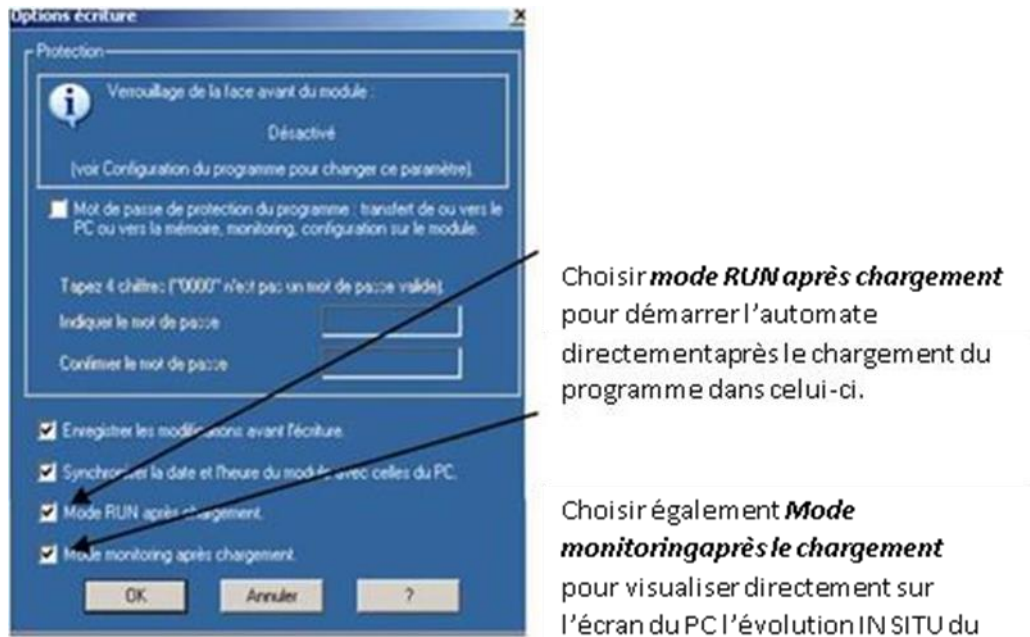 Options écriture
Protection
Verrouillage de la face avant du module :
Désactivé
(voir Configuration du programme pour changer ce paramètre).
Mot de passe de protection du programme : transfert de ou vers le
PC ou vers la mémoire, monitoring, configuration sur le module.
Tapez 4 chiffres ("0000" n'est pas un mot de passe valide).
Indiquer le mot de passe
Confirmer le mot de passe
Enregistrer les modifications avant l'écriture.
Synchroniser la date et l'heure du module avec celles du PC.
Mode RUN après chargement.
Mode monitoring après chargement.
OK Annuler ?
Choisir mode RUN après chargement
pour démarrer l'automate
directementaprès le chargement du
programme dans celui-ci.
Choisir également Mode
monitoringaprès le chargement
pour visualiser directement sur
l'écran du PC l'évolution IN SITU du